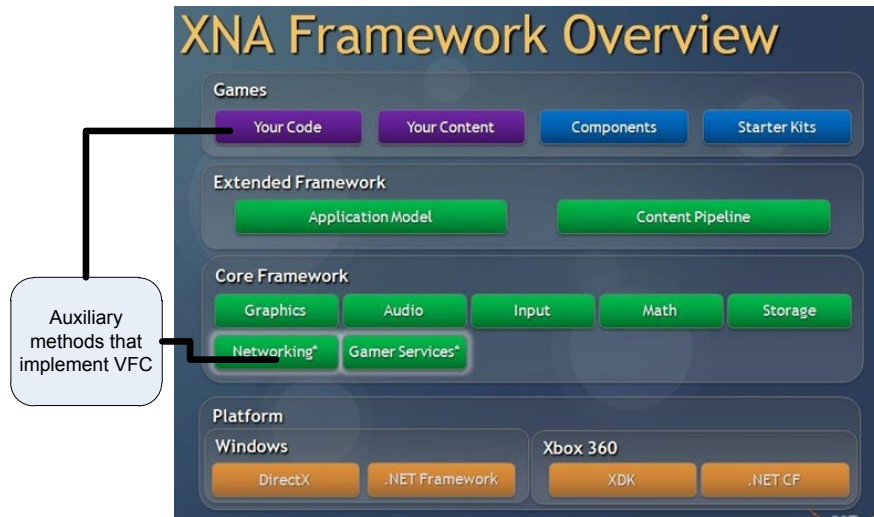 XNA Framework Overview
Games
Your Code Your Content Components Starter Kits
Extended Framework
Application Model Content Pipeline
Core Framework
Graphics Audio Input Math Storage
Networking* Gamer Services*
Auxiliary
methods that
implement VFC
Platform
Windows Xbox 360
DirectX .NET Framework XDK .NET CF